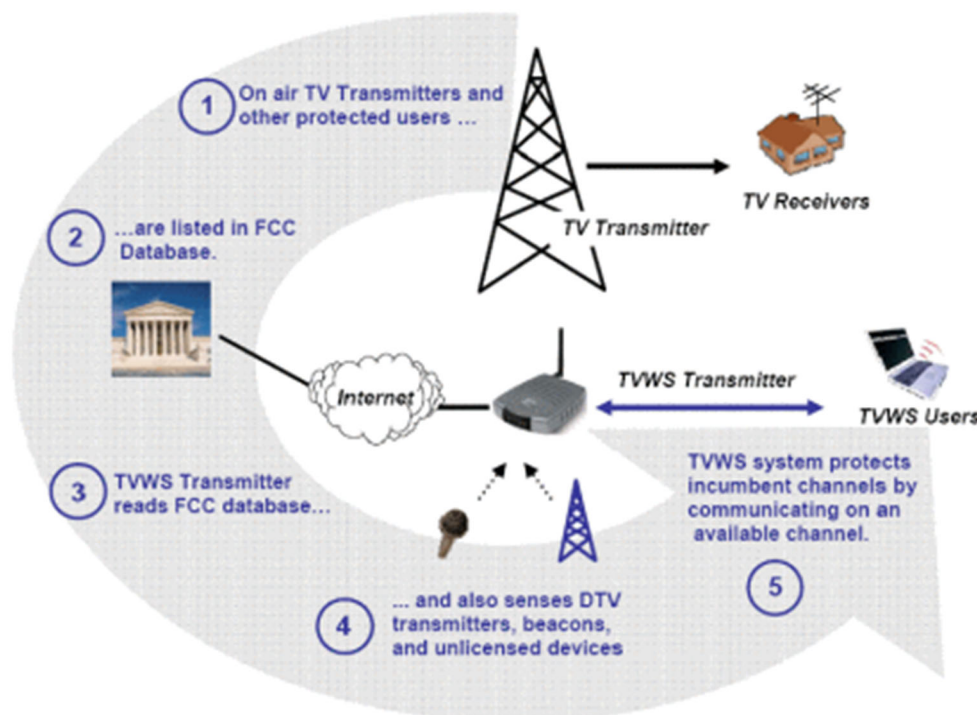 1
On air TV Transmitters and
other protected users ...
TV Transmitter
TV Receivers
2
...are listed in FCC
Database.
Internet
TVWS Transmitter
TVWS Users
3
TVWS Transmitter
reads FCC database...
4
... and also senses DTV
transmitters, beacons,
and unlicensed devices
TVWS system protects
incumbent channels by
communicating on an
available channel.
5